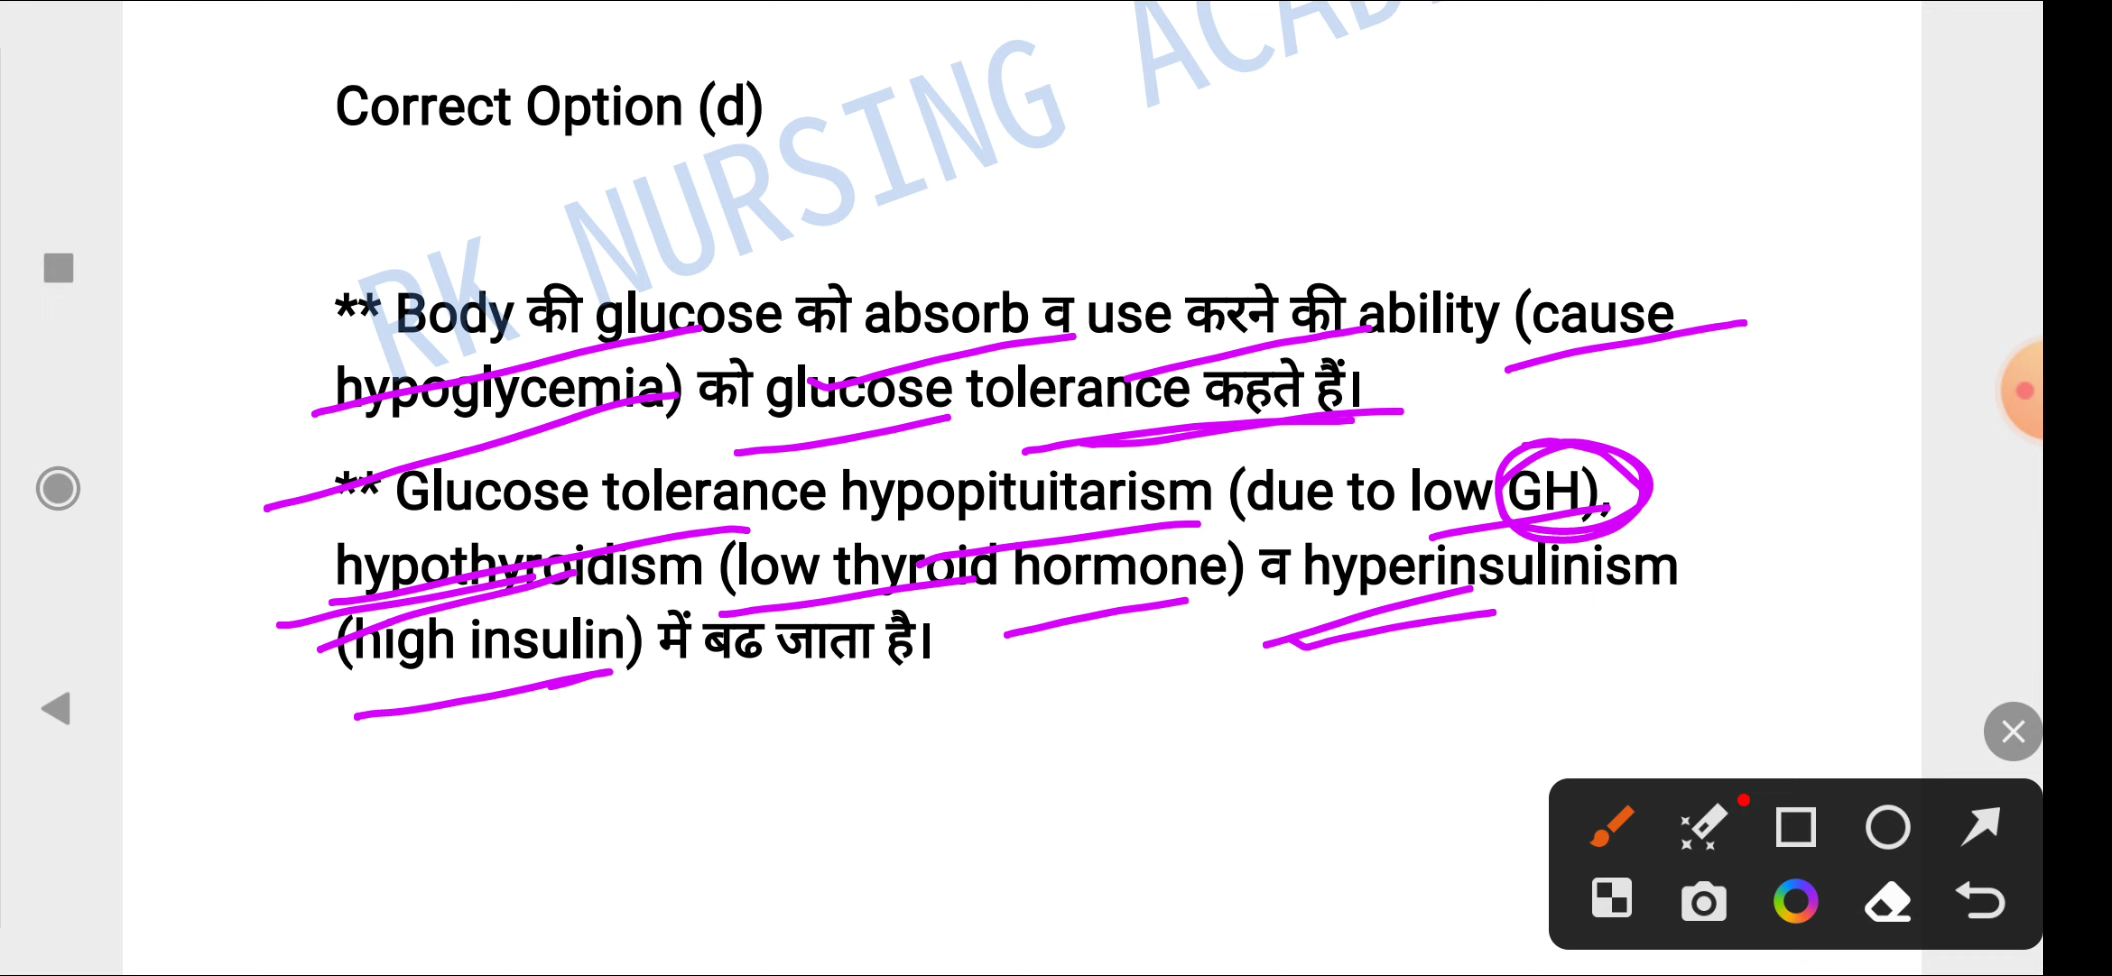 RK NURSING ACAD
Correct Option (d)
** Body की glucose को absorb व use करने की ability (cause
hypoglycemia) को glucose tolerance कहते हैं।
** Glucose tolerance hypopituitarism (due to low GH),
hypothyroidism (low thyroid hormone) व hyperinsulinism
(high insulin) में बढ जाता है।